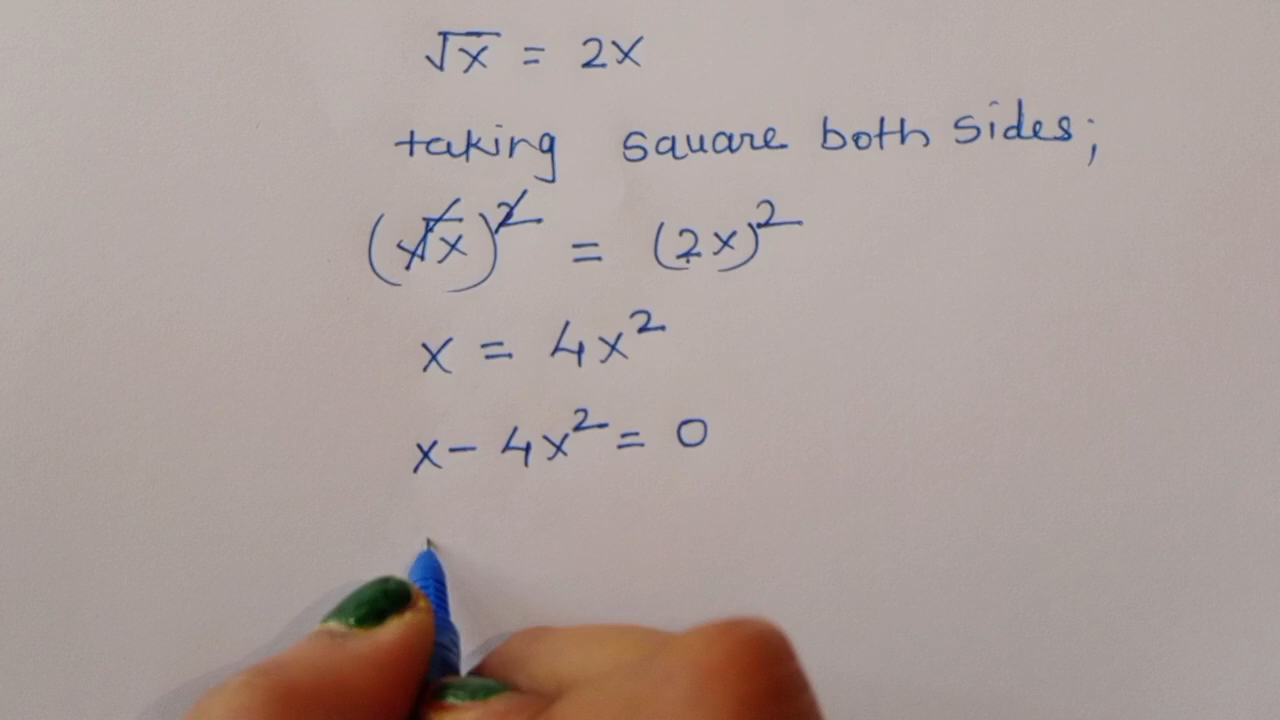 √x = 2x
taking square both sides;
(√x)² = (2x)²
x = 4x²
x - 4x² = 0